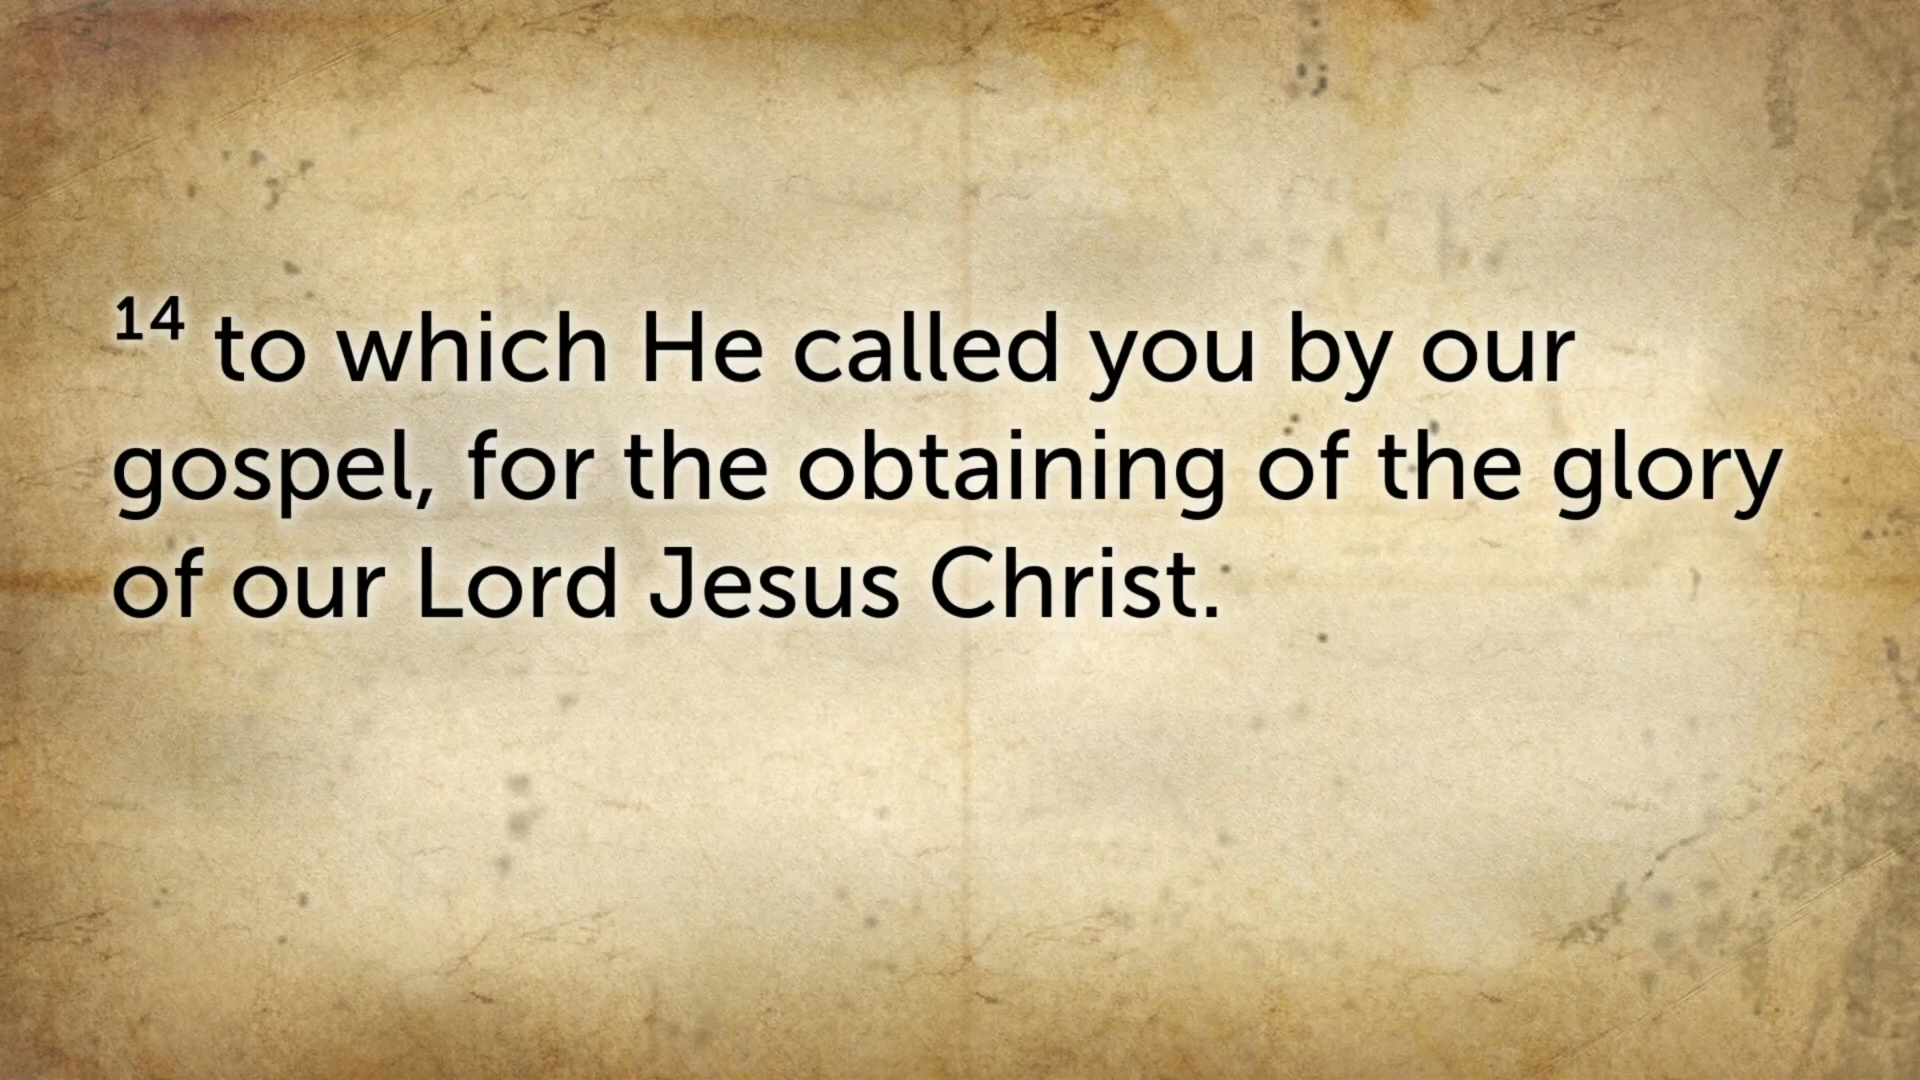 14 to which He called you by our
gospel, for the obtaining of the glory
of our Lord Jesus Christ.